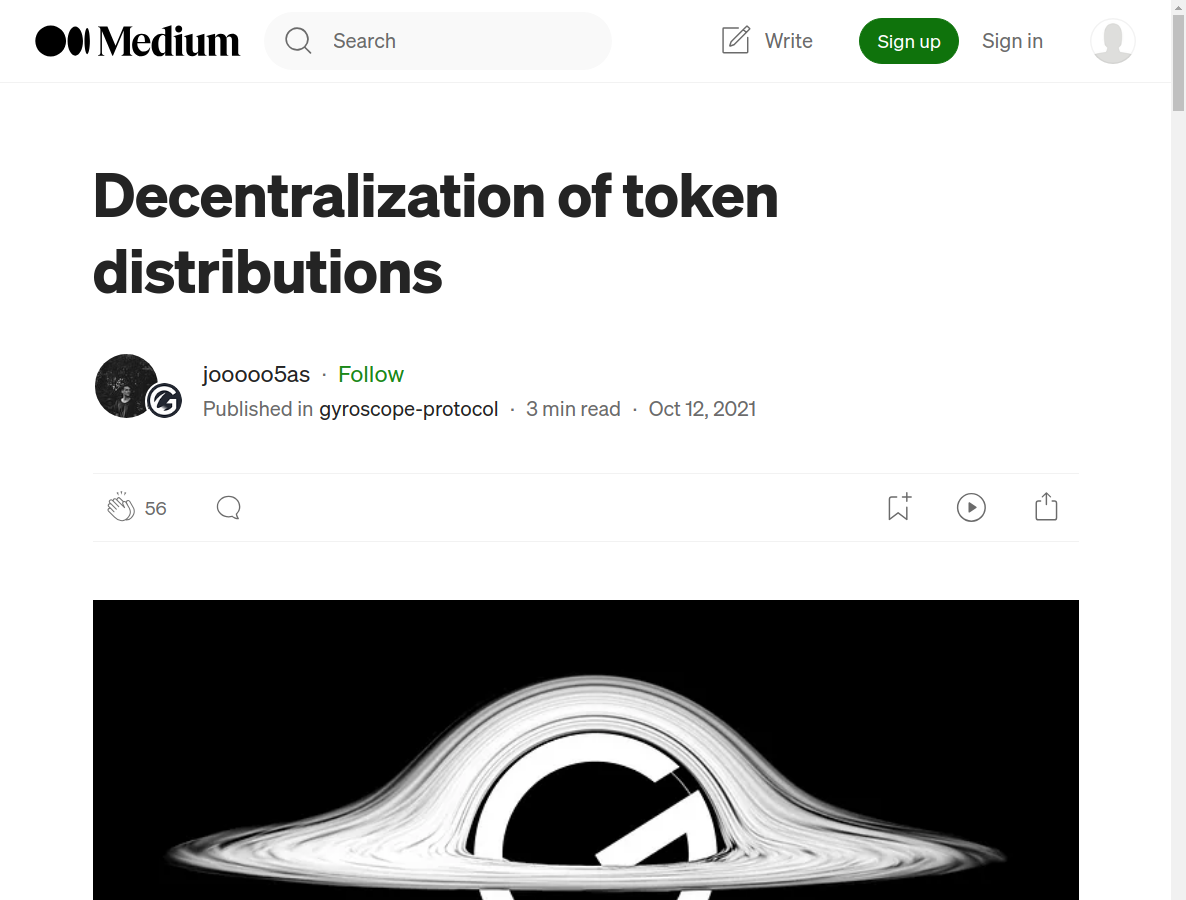 Medium
Search
Write
Sign up
Sign in
Decentralization of token
distributions
jooooo5as · Follow
Published in gyroscope-protocol · 3 min read · Oct 12, 2021
56